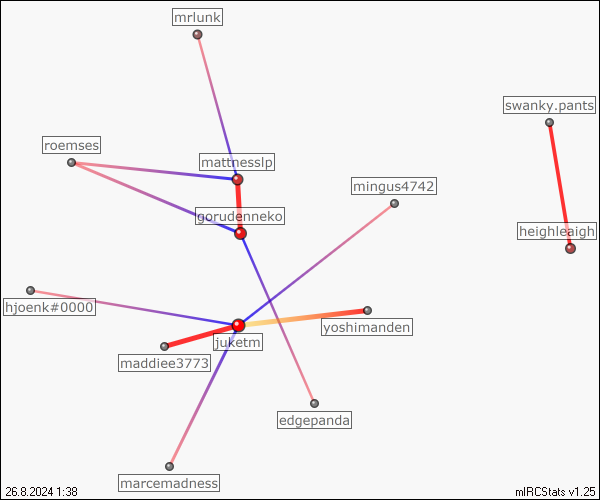 mrlunk
swanky.pants
roemses
mattnesslp
mingus4742
gorudenneko
heighleaigh
hjoenk#0000
yoshimanden
juketm
maddiee3773
edgepanda
marcemadness
26.8.2024 1:38
mIRCStats v1.25